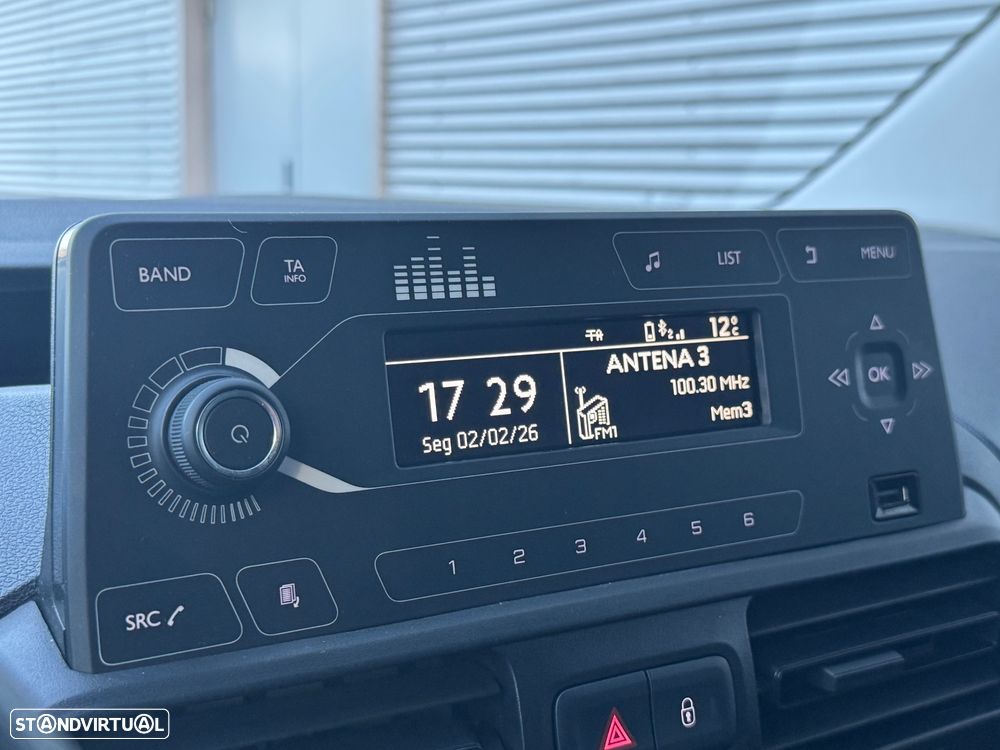 BAND
TA
INFO
LIST
MENU
TA
2
12°C
17 29
Seg 02/02/26
ANTENA 3
100.30 MHz
Mem3
FM1
OK
1 2 3 4 5 6
SRC
STANDVIRTUAL